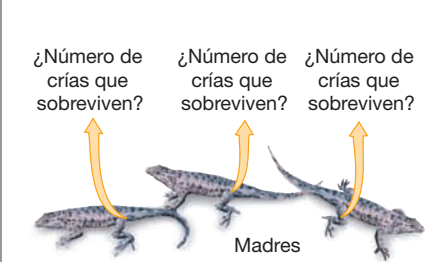 ¿Número de
crías que
sobreviven?
¿Número de
crías que
sobreviven?
¿Número de
crías que
sobreviven?
Madres